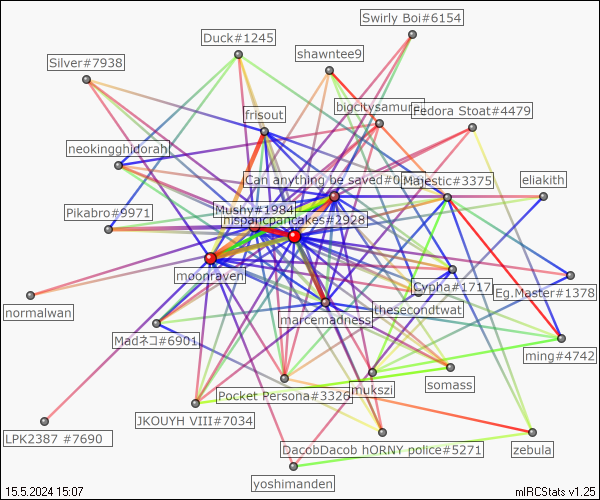 Swirly Boi#6154
Duck#1245
shawntee9
Silver#7938
bigcitysamura
Fedora Stoat#4479
frisout
neokingghidorah
Can anything be saved#0
Majestic#3375
eliakith
Pikabro#9971
Mushy#1984
hispanicpancakes#2928
moonraven
Cypha#1717
Eg.Master#1378
normalwan
marcemadness
thesecondtwat
Madネコ#6901
ming#4742
Pocket Persona#3326
mukszi
somass
JKOUYH VIII#7034
LPK2387 #7690
DacobDacob hORNY police#5271
zebula
yoshimanden
15.5.2024 15:07
mIRCStats v1.25